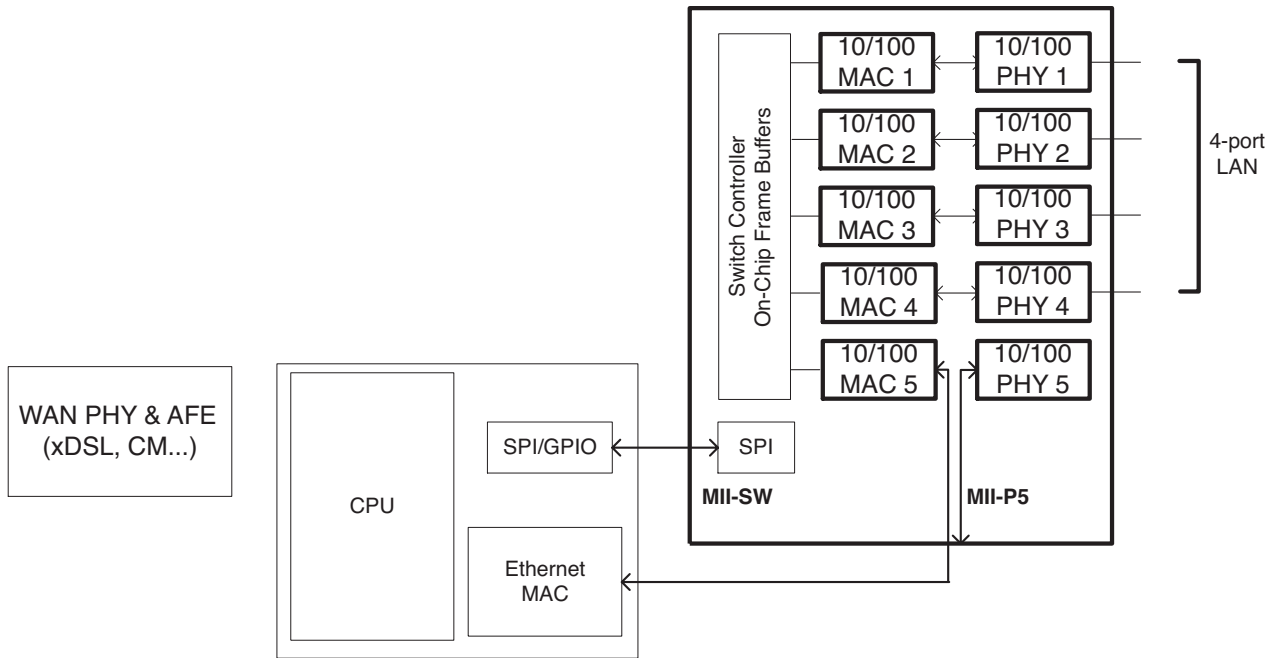 10/100
MAC 1
10/100
PHY 1
10/100
MAC 2
10/100
PHY 2
10/100
MAC 3
10/100
PHY 3
10/100
MAC 4
10/100
PHY 4
10/100
MAC 5
10/100
PHY 5
Switch Controller
On-Chip Frame Buffers
4-port
LAN
WAN PHY & AFE
(xDSL, CM...)
CPU
SPI/GPIO
SPI
MII-SW
MII-P5
Ethernet
MAC